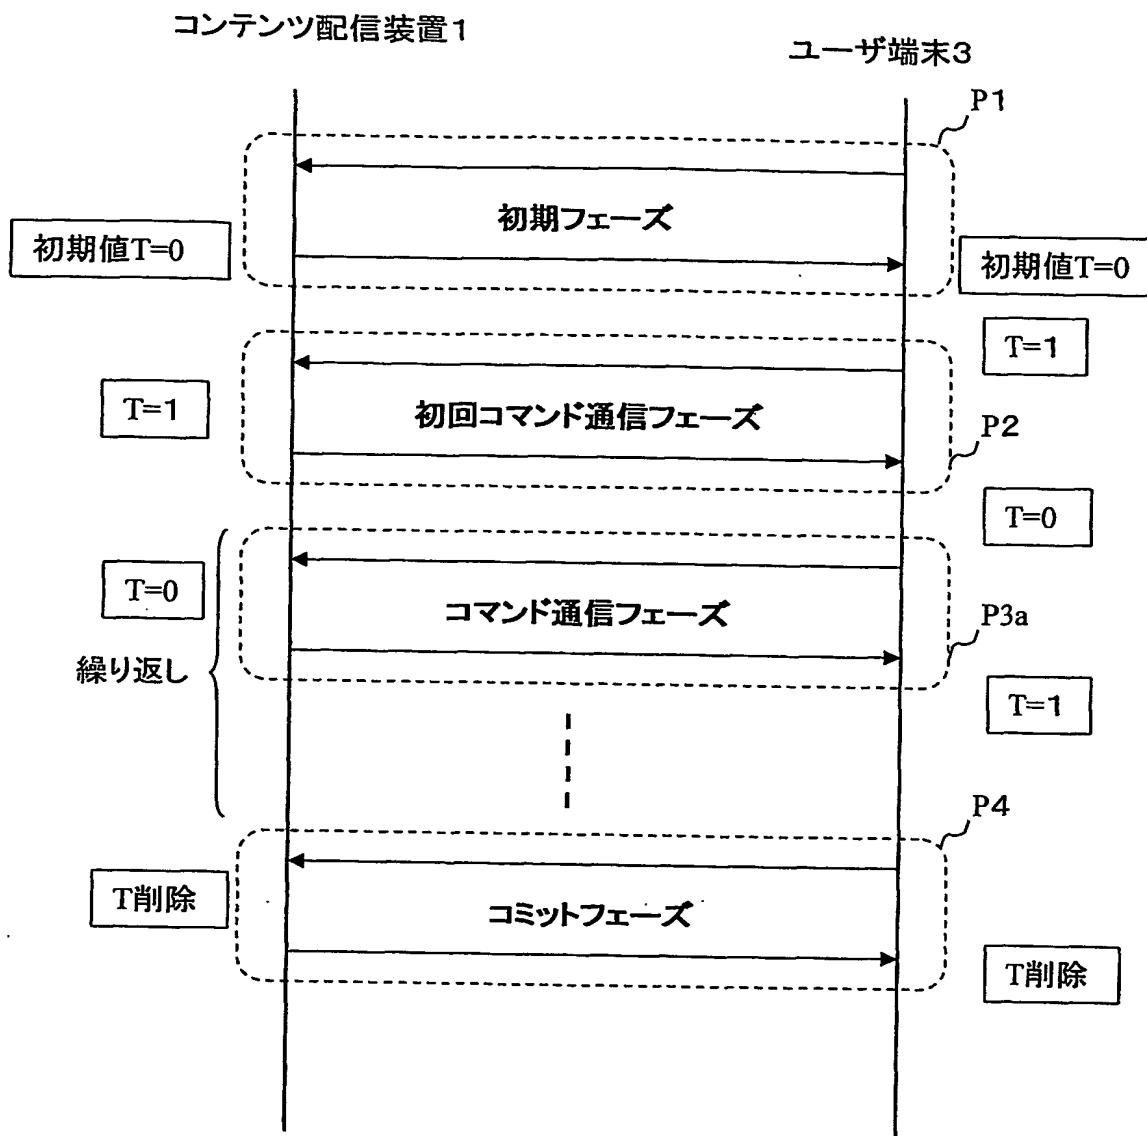 コンテンツ配信装置1
ユーザ端末3
P1
初期フェーズ
初期値T=0
初期値T=0
T=1
T=1
初回コマンド通信フェーズ
P2
T=0
T=0
コマンド通信フェーズ
P3a
繰り返し
T=1
P4
T削除
コミットフェーズ
T削除